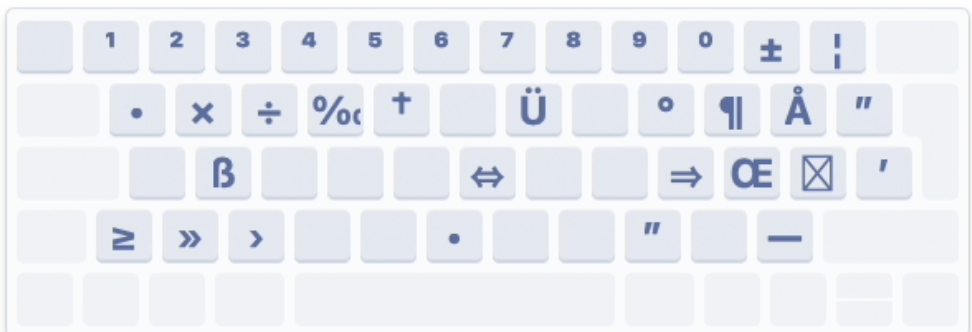 ¹ ² ³ ⁴ ⁵ ⁶ ⁷ ⁸ ⁹ ⁰ ± ¦
• × ÷ ‰ † Ü ° ¶ Å ″
ß ⇔ ⇒ Œ ′
≥ » › • ″ —